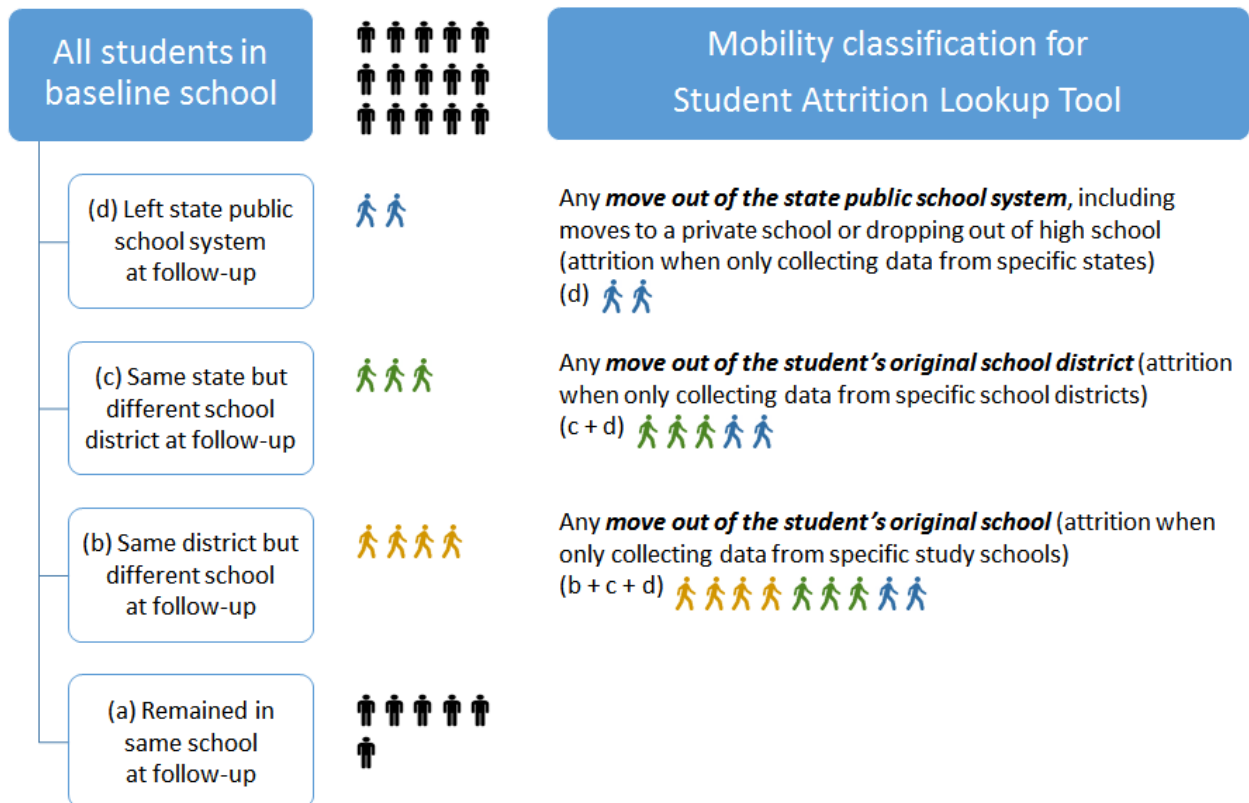 All students in
baseline school
Mobility classification for
Student Attrition Lookup Tool
(d) Left state public
school system
at follow-up
Any move out of the state public school system, including
moves to a private school or dropping out of high school
(attrition when only collecting data from specific states)
(d)
(c) Same state but
different school
district at follow-up
Any move out of the student’s original school district (attrition
when only collecting data from specific school districts)
(c + d)
(b) Same district but
different school
at follow-up
Any move out of the student’s original school (attrition when
only collecting data from specific study schools)
(b + c + d)
(a) Remained in
same school
at follow-up